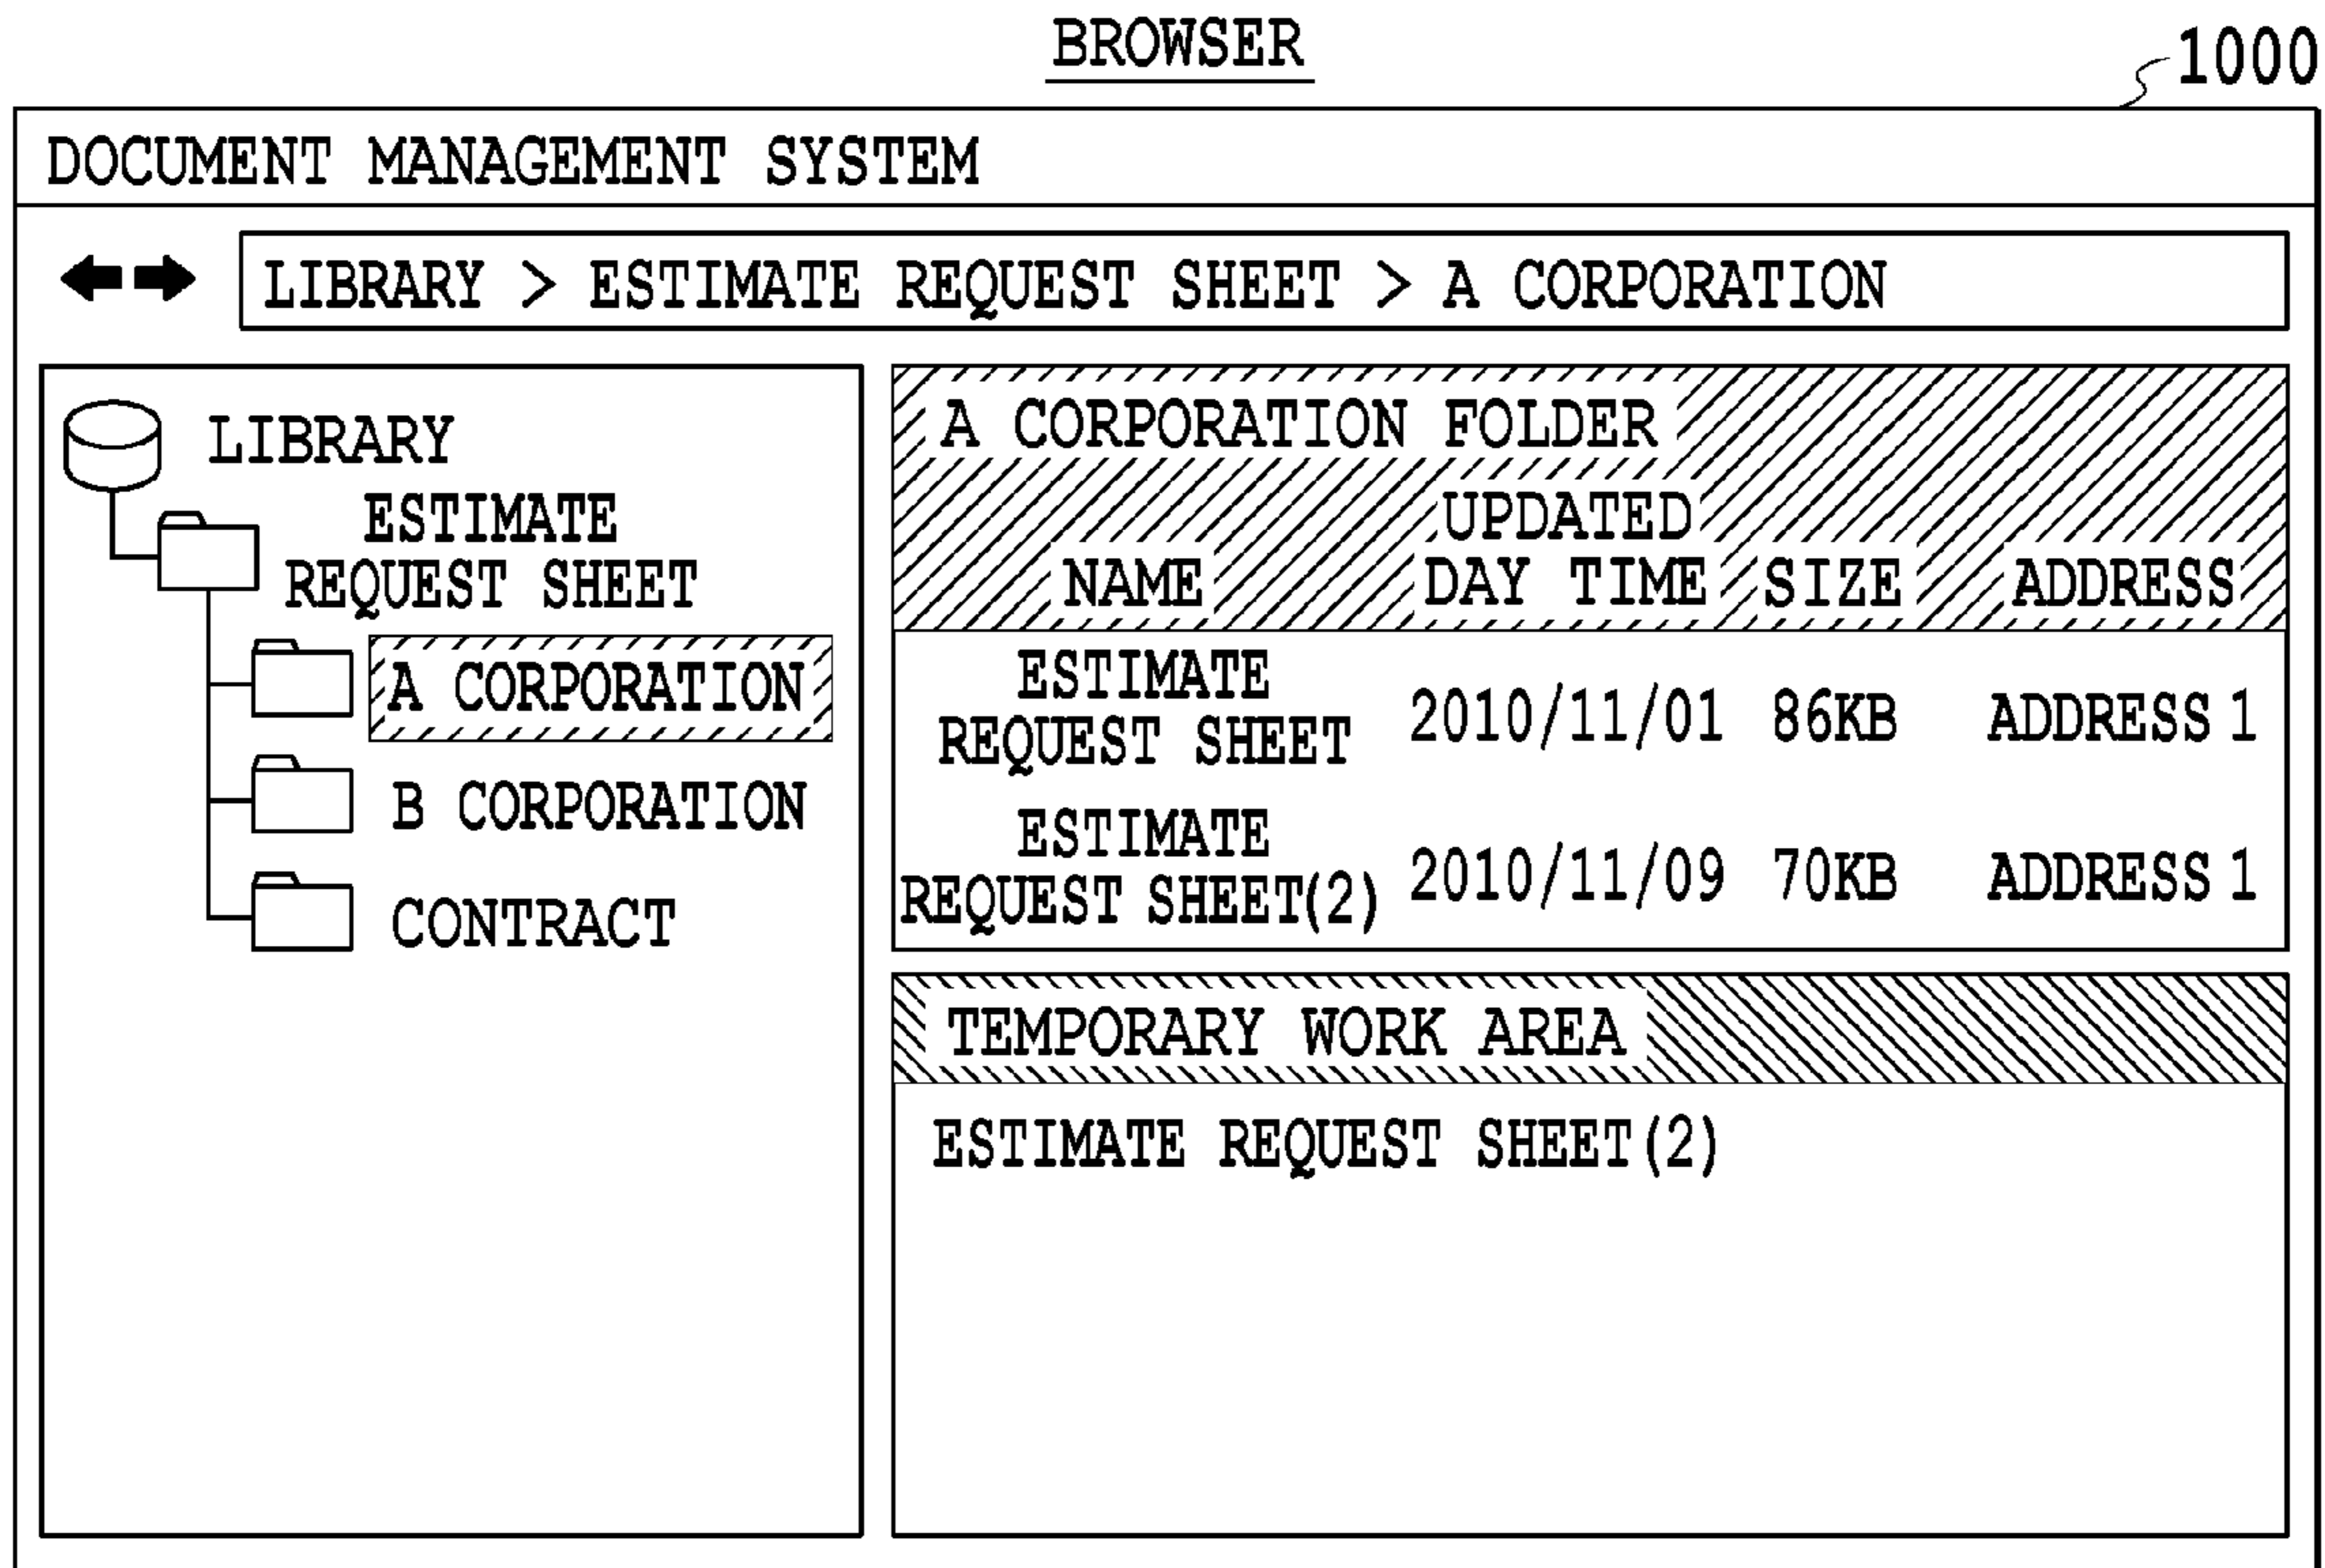 BROWSER
1000
DOCUMENT MANAGEMENT SYSTEM
LIBRARY > ESTIMATE REQUEST SHEET > A CORPORATION
LIBRARY
ESTIMATE
REQUEST SHEET
A CORPORATION
B CORPORATION
CONTRACT
A CORPORATION FOLDER
UPDATED
NAME DAY TIME SIZE ADDRESS
ESTIMATE
REQUEST SHEET 2010/11/01 86KB ADDRESS 1
ESTIMATE
REQUEST SHEET(2) 2010/11/09 70KB ADDRESS 1
TEMPORARY WORK AREA
ESTIMATE REQUEST SHEET(2)